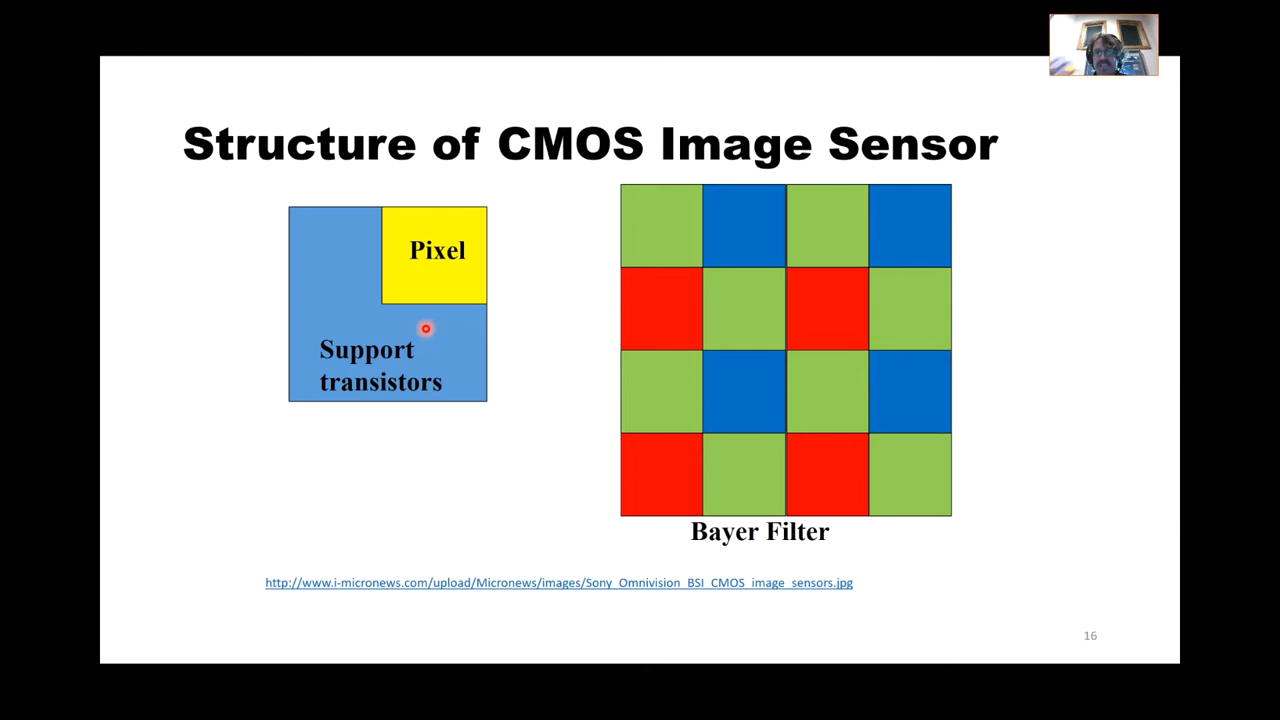 Structure of CMOS Image Sensor
Pixel
Support
transistors
Bayer Filter
http://www.i-micronews.com/upload/Micronews/images/Sony_Omnivision_BSI_CMOS_image_sensors.jpg
16